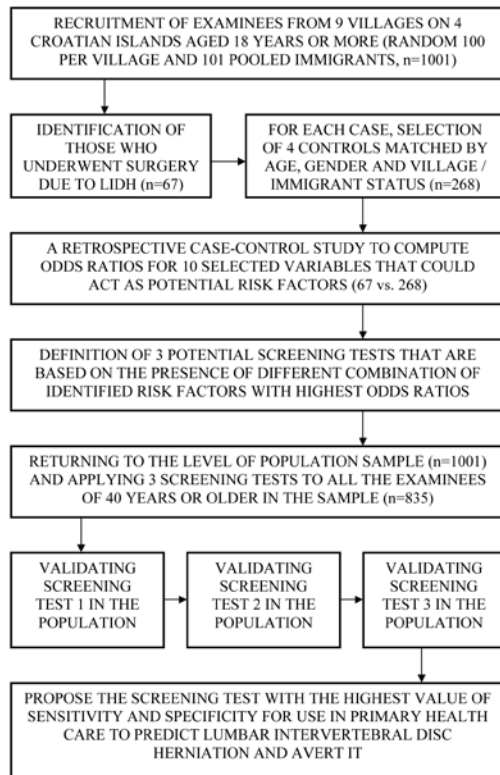 RECRUITMENT OF EXAMINEES FROM 9 VILLAGES ON 4
CROATIAN ISLANDS AGED 18 YEARS OR MORE (RANDOM 100
PER VILLAGE AND 101 POOLED IMMIGRANTS, n=1001)
IDENTIFICATION OF
THOSE WHO
UNDERWENT SURGERY
DUE TO LIDH (n=67)
FOR EACH CASE, SELECTION
OF 4 CONTROLS MATCHED BY
AGE, GENDER AND VILLAGE /
IMMIGRANT STATUS (n=268)
A RETROSPECTIVE CASE-CONTROL STUDY TO COMPUTE
ODDS RATIOS FOR 10 SELECTED VARIABLES THAT COULD
ACT AS POTENTIAL RISK FACTORS (67 vs. 268)
DEFINITION OF 3 POTENTIAL SCREENING TESTS THAT ARE
BASED ON THE PRESENCE OF DIFFERENT COMBINATION OF
IDENTIFIED RISK FACTORS WITH HIGHEST ODDS RATIOS
RETURNING TO THE LEVEL OF POPULATION SAMPLE (n=1001)
AND APPLYING 3 SCREENING TESTS TO ALL THE EXAMINEES
OF 40 YEARS OR OLDER IN THE SAMPLE (n=835)
VALIDATING
SCREENING
TEST 1 IN THE
POPULATION
VALIDATING
SCREENING
TEST 2 IN THE
POPULATION
VALIDATING
SCREENING
TEST 3 IN THE
POPULATION
PROPOSE THE SCREENING TEST WITH THE HIGHEST VALUE OF
SENSITIVITY AND SPECIFICITY FOR USE IN PRIMARY HEALTH
CARE TO PREDICT LUMBAR INTERVERTEBRAL DISC
HERNIATION AND AVERT IT